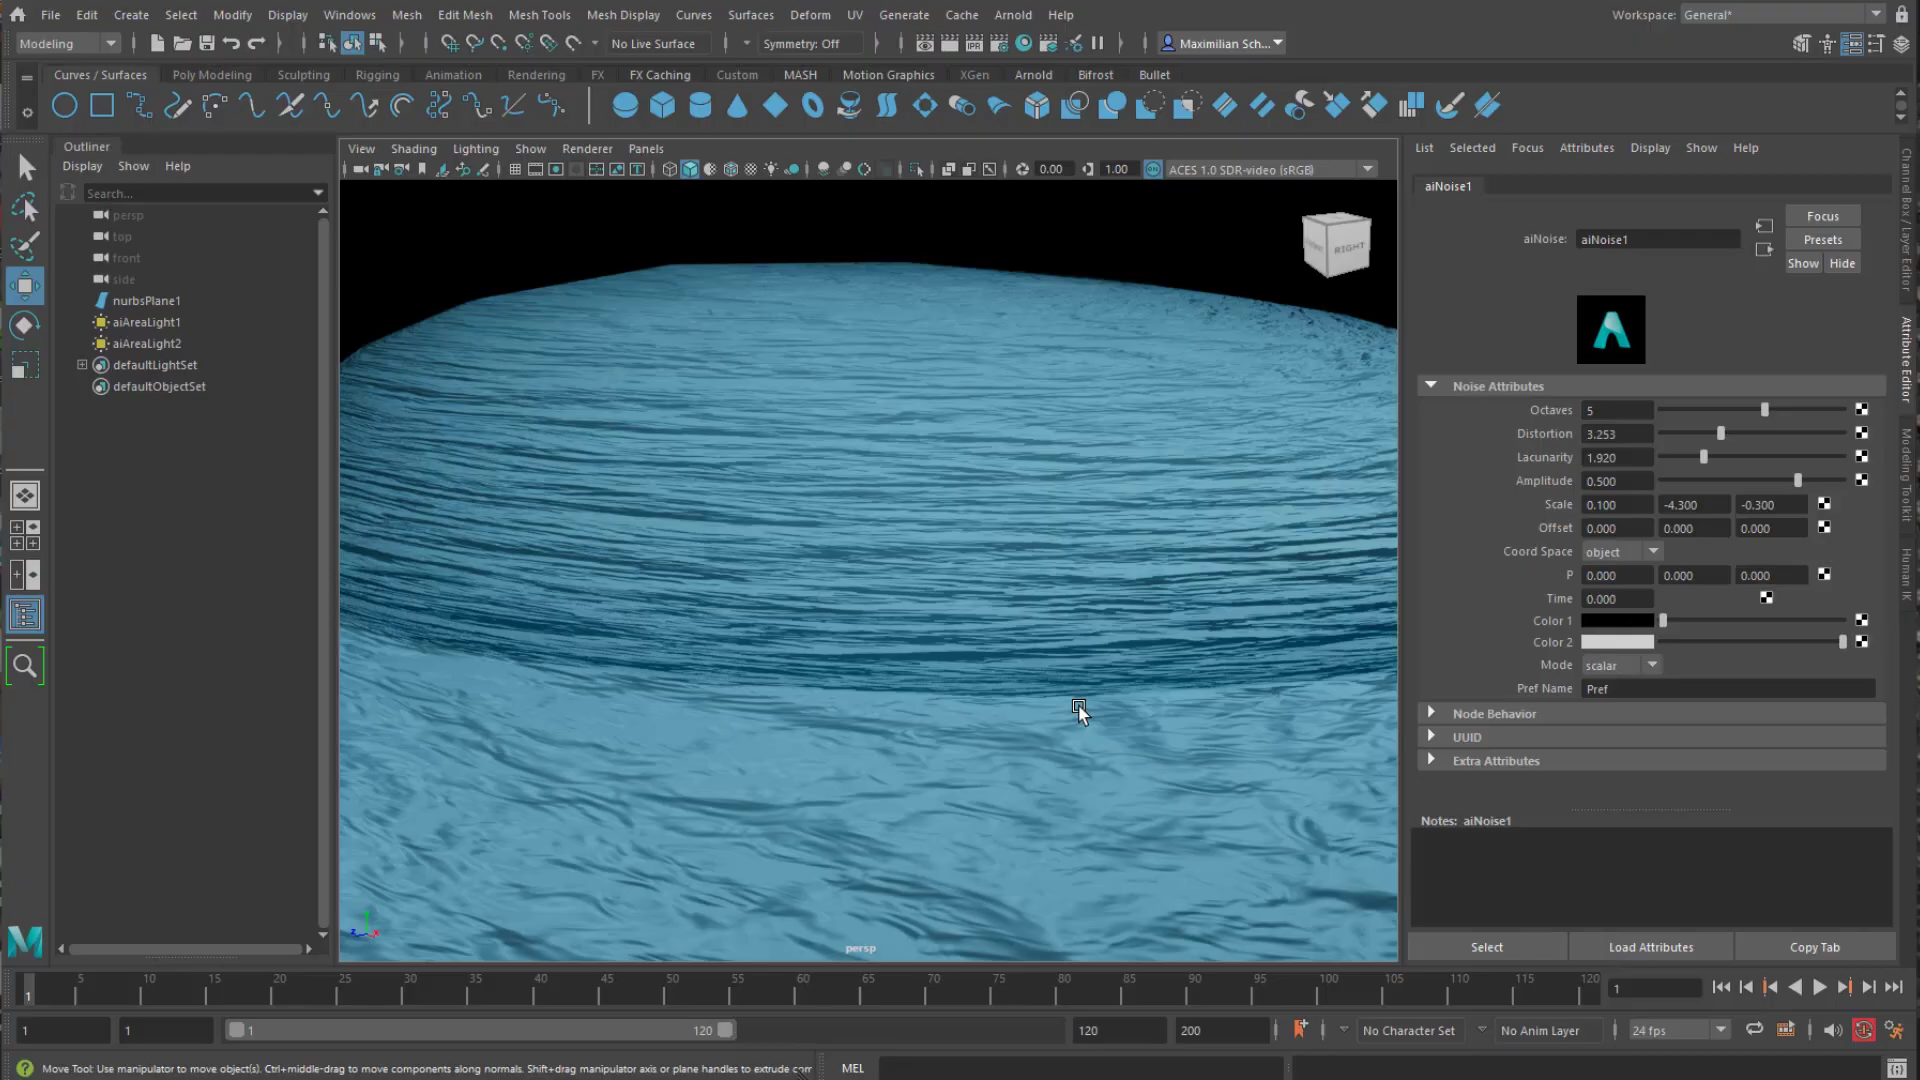 File Edit Create Select Modify Display Windows Mesh Edit Mesh Mesh Tools Mesh Display Curves Surfaces Deform UV Generate Cache Arnold Help Workspace: General*
Modeling No Live Surface Symmetry: Off Maximilian Sch...
Curves / Surfaces Poly Modeling Sculpting Rigging Animation Rendering FX FX Caching Custom MASH Motion Graphics XGen Arnold Bifrost Bullet
Outliner
Display Show Help
Search...
persp
top
front
side
nurbsPlane1
aiAreaLight1
aiAreaLight2
defaultLightSet
defaultObjectSet
View Shading Lighting Show Renderer Panels
0.00 1.00 ACES 1.0 SDR-video (sRGB)
RIGHT
persp
List Selected Focus Attributes Display Show Help
aiNoise1
Focus
aiNoise: aiNoise1 Presets
Show Hide
Noise Attributes
Octaves 5
Distortion 3.253
Lacunarity 1.920
Amplitude 0.500
Scale 0.100 -4.300 -0.300
Offset 0.000 0.000 0.000
Coord Space object
P 0.000 0.000 0.000
Time 0.000
Color 1
Color 2
Mode scalar
Pref Name Pref
Node Behavior
UUID
Extra Attributes
Notes: aiNoise1
Select Load Attributes Copy Tab
Channel Box / Layer Editor
Attribute Editor
Modeling Toolkit
Human IK
1 5 10 15 20 25 30 35 40 45 50 55 60 65 70 75 80 85 90 95 100 105 110 115 120 1
1 1 1 120 120 200 No Character Set No Anim Layer 24 fps
Move Tool: Use manipulator to move object(s). Ctrl+middle-drag to move components along normals. Shift+drag manipulator axis or plane handles to extrude com MEL